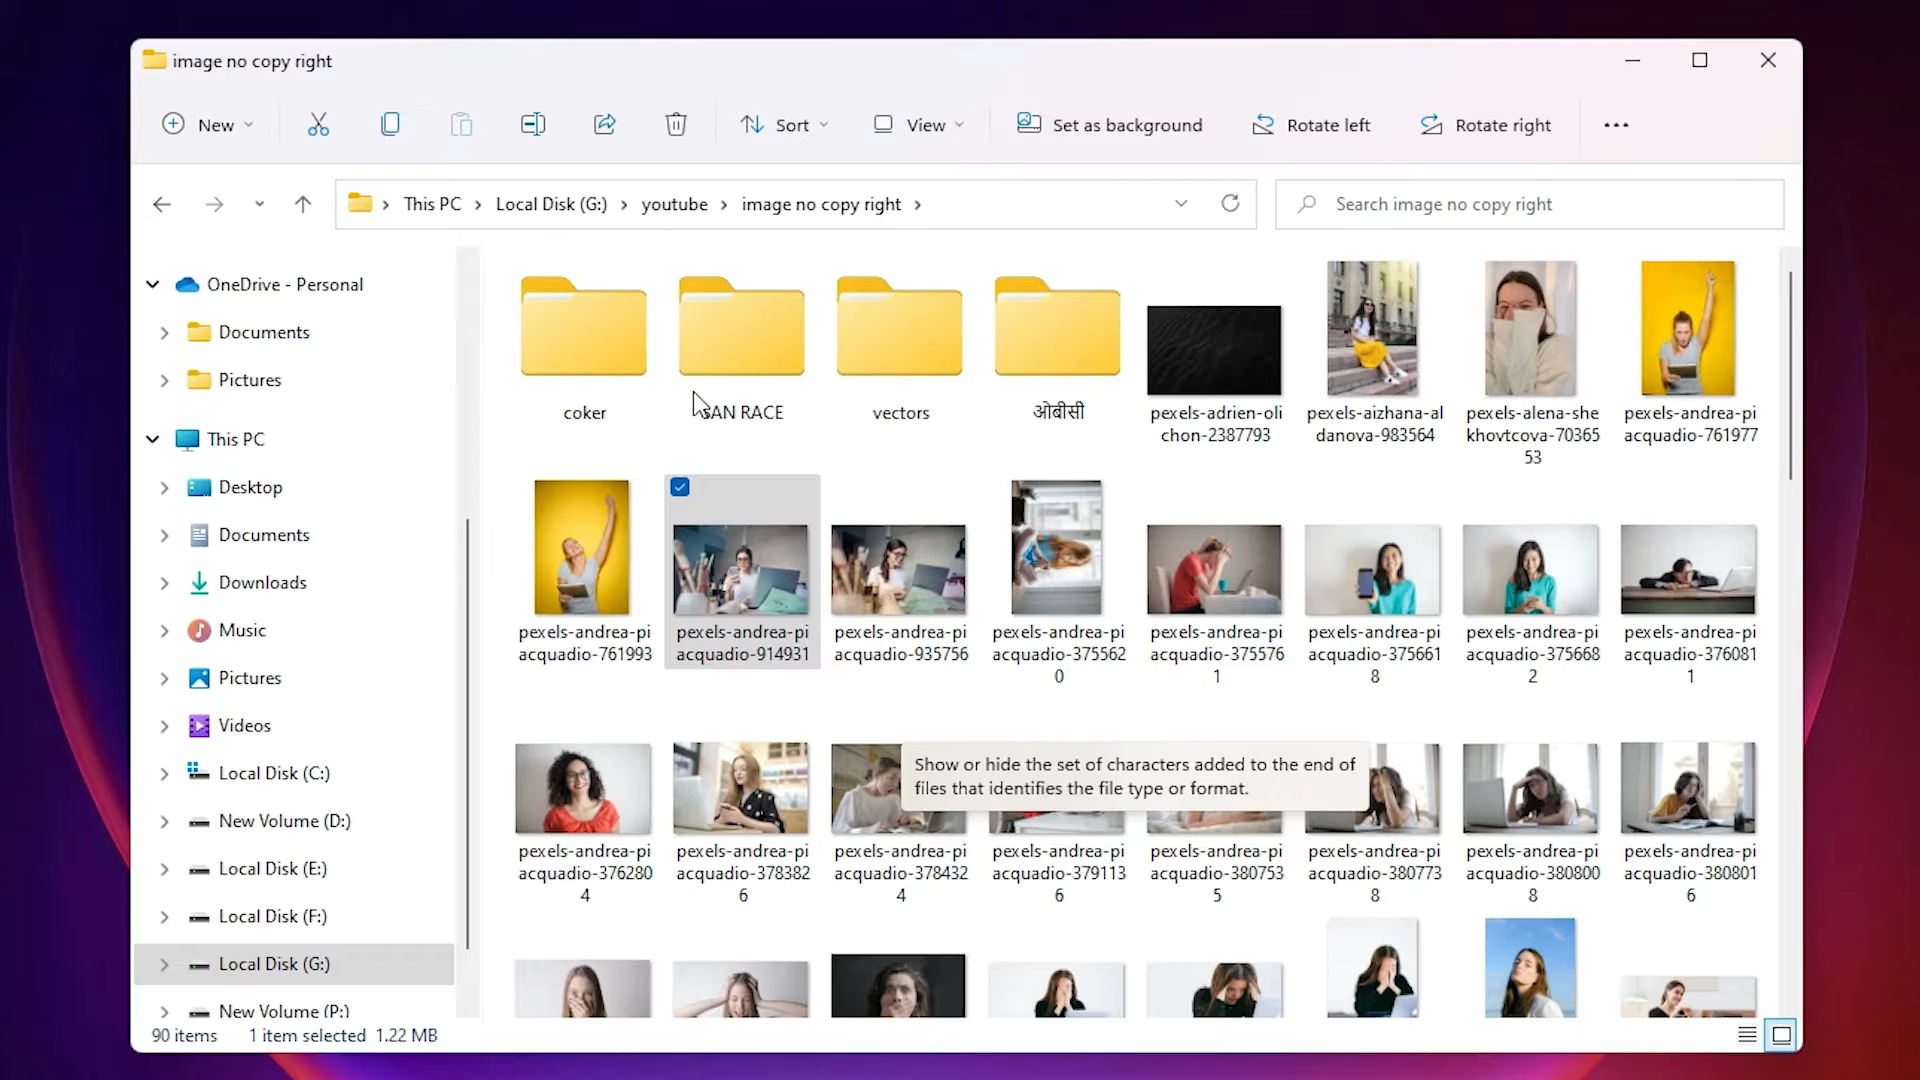 image no copy right
New
Sort
View
Set as background
Rotate left
Rotate right
This PC
Local Disk (G:)
youtube
image no copy right
Search image no copy right
OneDrive - Personal
Documents
Pictures
This PC
Desktop
Documents
Downloads
Music
Pictures
Videos
Local Disk (C:)
New Volume (D:)
Local Disk (E:)
Local Disk (F:)
Local Disk (G:)
New Volume (P:)
coker
SAN RACE
vectors
ओबीसी
pexels-adrien-oli
chon-2387793
pexels-aizhana-al
danova-983564
pexels-alena-she
khovtcova-70365
53
pexels-andrea-pi
acquadio-761977
pexels-andrea-pi
acquadio-761993
pexels-andrea-pi
acquadio-914931
pexels-andrea-pi
acquadio-935756
pexels-andrea-pi
acquadio-375562
0
pexels-andrea-pi
acquadio-375576
1
pexels-andrea-pi
acquadio-375661
8
pexels-andrea-pi
acquadio-375668
2
pexels-andrea-pi
acquadio-376081
1
Show or hide the set of characters added to the end of
files that identifies the file type or format.
pexels-andrea-pi
acquadio-376280
4
pexels-andrea-pi
acquadio-378382
6
pexels-andrea-pi
acquadio-378432
4
pexels-andrea-pi
acquadio-379113
6
pexels-andrea-pi
acquadio-380753
5
pexels-andrea-pi
acquadio-380773
8
pexels-andrea-pi
acquadio-380800
8
pexels-andrea-pi
acquadio-380801
6
90 items
1 item selected 1.22 MB